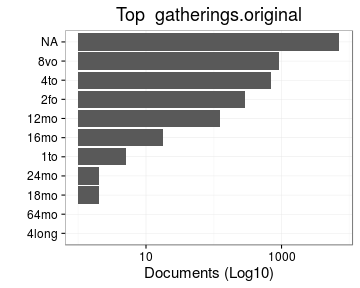 Top gatherings.original
NA
8vo
4to
2fo
12mo
16mo
1to
24mo
18mo
64mo
4long
10 1000
Documents (Log10)